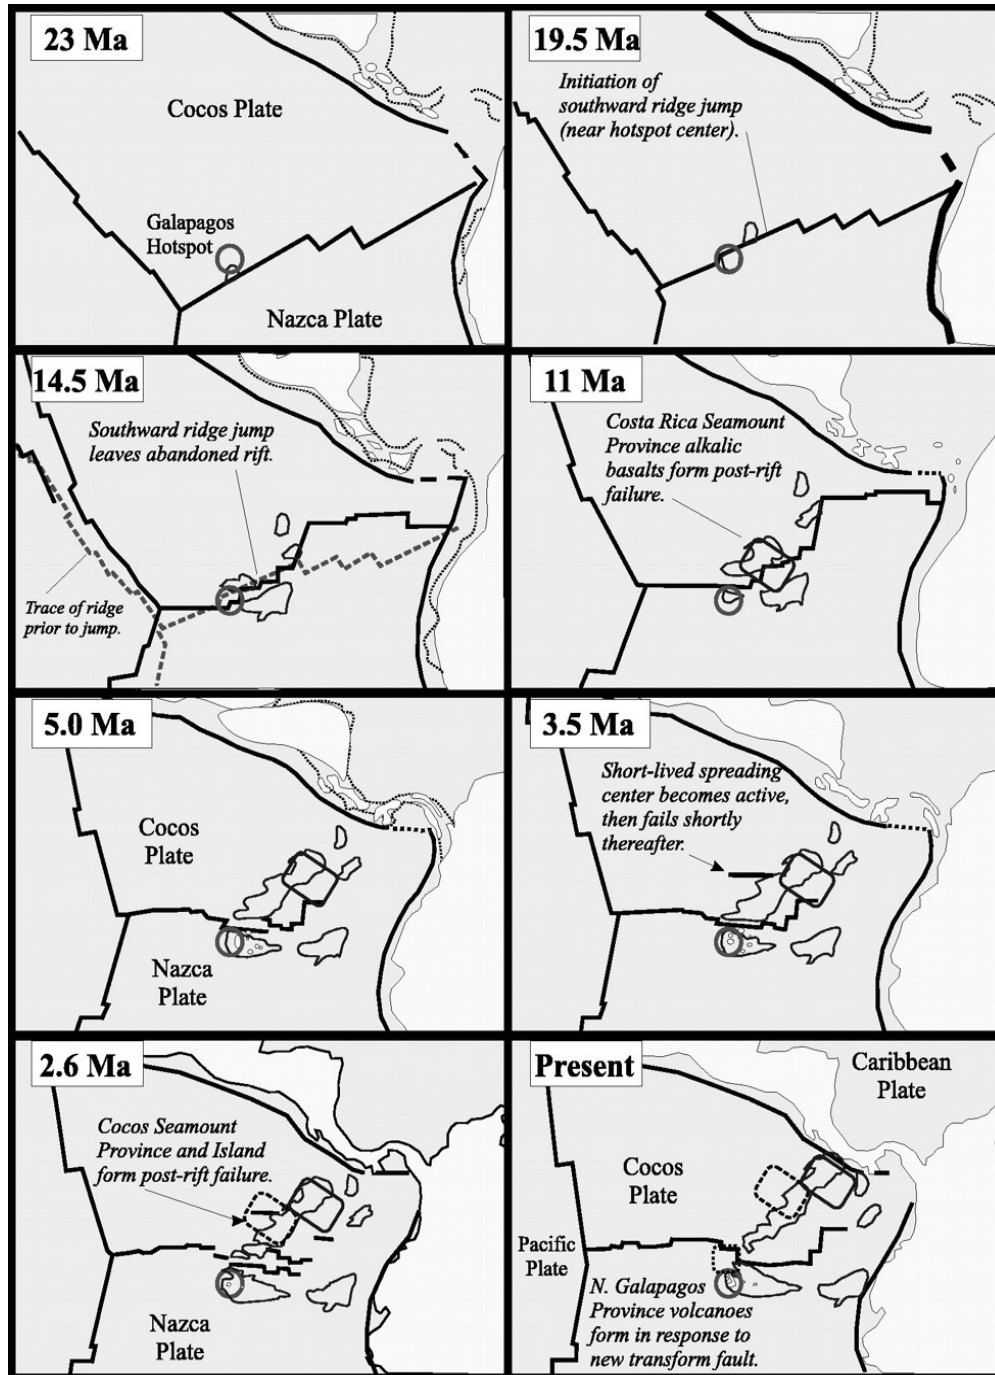 23 Ma
Cocos Plate
Galapagos
Hotspot
Nazca Plate
19.5 Ma
Initiation of
southward ridge jump
(near hotspot center).
14.5 Ma
Southward ridge jump
leaves abandoned rift.
Trace of ridge
prior to jump.
11 Ma
Costa Rica Seamount
Province alkalic
basalts form post-rift
failure.
5.0 Ma
Cocos
Plate
Nazca
Plate
3.5 Ma
Short-lived spreading
center becomes active,
then fails shortly
thereafter.
2.6 Ma
Cocos Seamount
Province and Island
form post-rift failure.
Nazca
Plate
Present
Caribbean
Plate
Cocos
Plate
Pacific
Plate
N. Galapagos
Province volcanoes
form in response to
new transform fault.